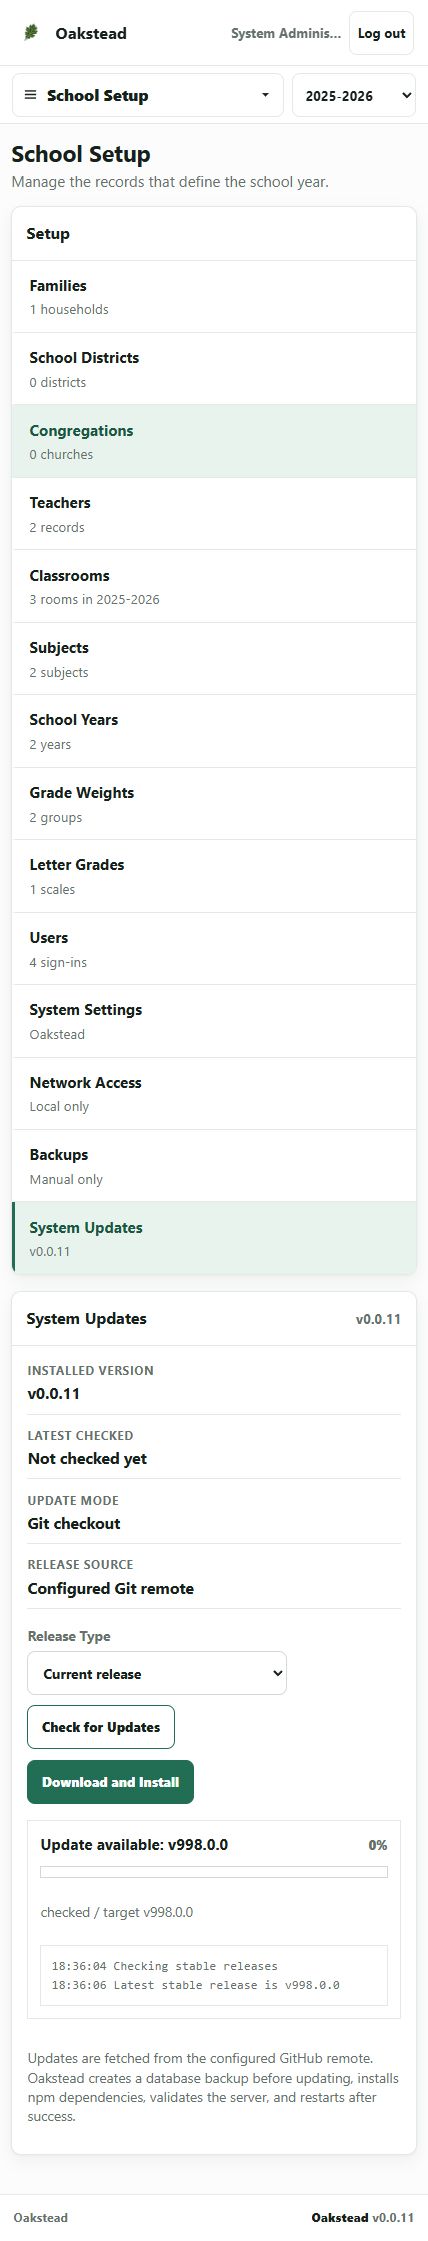 Oakstead
System Adminis...
Log out
School Setup
2025-2026
School Setup
Manage the records that define the school year.
Setup
Families
1 households
School Districts
0 districts
Congregations
0 churches
Teachers
2 records
Classrooms
3 rooms in 2025-2026
Subjects
2 subjects
School Years
2 years
Grade Weights
2 groups
Letter Grades
1 scales
Users
4 sign-ins
System Settings
Oakstead
Network Access
Local only
Backups
Manual only
System Updates
v0.0.11
System Updates
v0.0.11
INSTALLED VERSION
v0.0.11
LATEST CHECKED
Not checked yet
UPDATE MODE
Git checkout
RELEASE SOURCE
Configured Git remote
Release Type
Current release
Check for Updates
Download and Install
Update available: v998.0.0
0%
checked / target v998.0.0
18:36:04 Checking stable releases
18:36:06 Latest stable release is v998.0.0
Updates are fetched from the configured GitHub remote.
Oakstead creates a database backup before updating, installs
npm dependencies, validates the server, and restarts after
success.
Oakstead
Oakstead v0.0.11